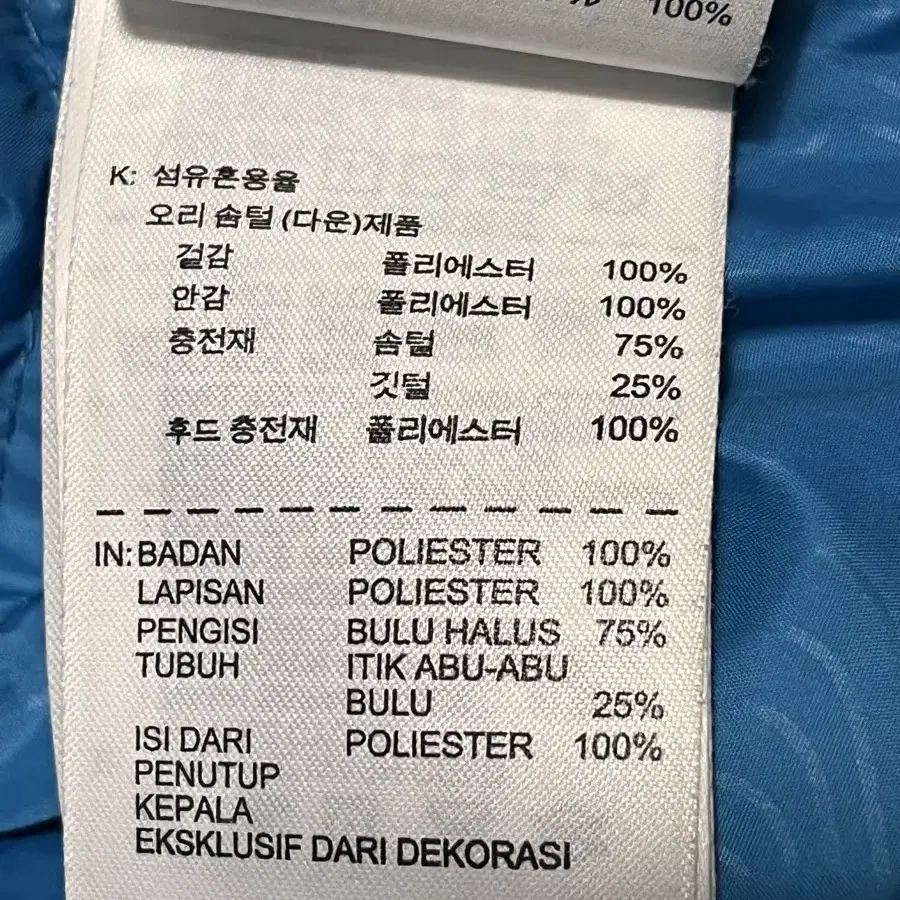 100%
K: 섬유혼용율
오리 솜털 (다운)제품
겉감 폴리에스터 100%
안감 폴리에스터 100%
충전재 솜털 75%
깃털 25%
후드 충전재 폴리에스터 100%
IN: BADAN POLIESTER 100%
LAPISAN POLIESTER 100%
PENGISI BULU HALUS 75%
TUBUH ITIK ABU-ABU
BULU 25%
ISI DARI POLIESTER 100%
PENUTUP
KEPALA
EKSKLUSIF DARI DEKORASI